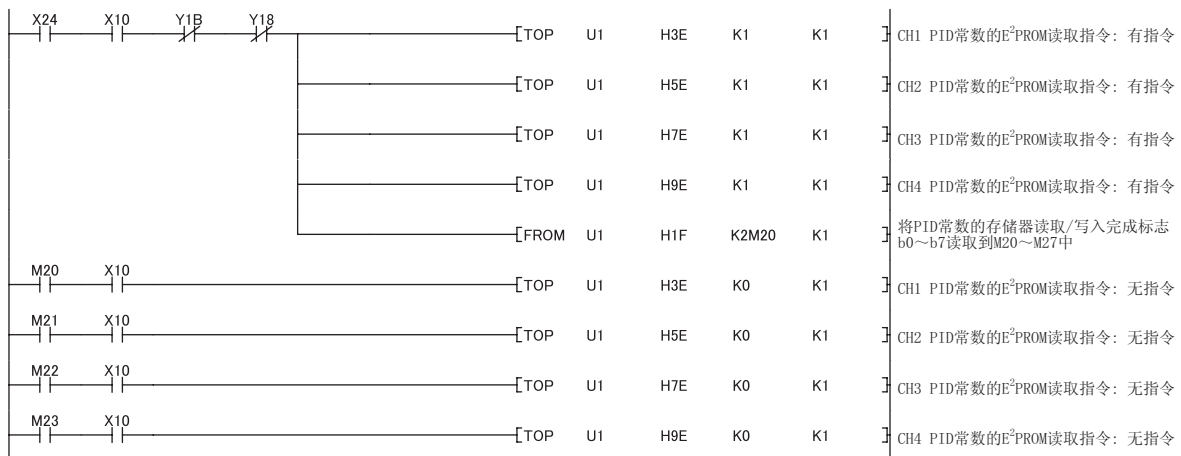 X24 X10 Y1B Y18
[TOP U1 H3E K1 K1 ] CH1 PID常数的E²PROM读取指令: 有指令
[TOP U1 H5E K1 K1 ] CH2 PID常数的E²PROM读取指令: 有指令
[TOP U1 H7E K1 K1 ] CH3 PID常数的E²PROM读取指令: 有指令
[TOP U1 H9E K1 K1 ] CH4 PID常数的E²PROM读取指令: 有指令
[FROM U1 H1F K2M20 K1 ] 将PID常数的存储器读取/写入完成标志
b0～b7读取到M20～M27中
M20 X10
[TOP U1 H3E K0 K1 ] CH1 PID常数的E²PROM读取指令: 无指令
M21 X10
[TOP U1 H5E K0 K1 ] CH2 PID常数的E²PROM读取指令: 无指令
M22 X10
[TOP U1 H7E K0 K1 ] CH3 PID常数的E²PROM读取指令: 无指令
M23 X10
[TOP U1 H9E K0 K1 ] CH4 PID常数的E²PROM读取指令: 无指令